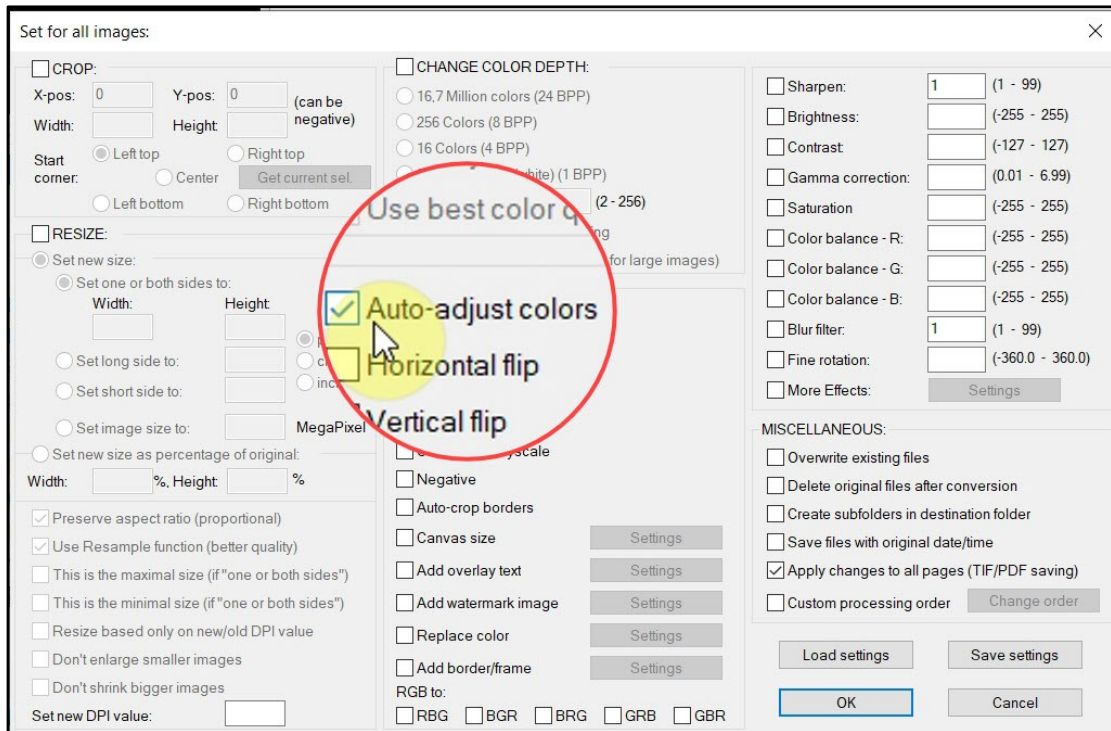 Set for all images:
CROP:
X-pos: 0 Y-pos: 0 (can be
negative)
Width: Height:
Start
corner:
Left top Right top
Center Get current sel.
Left bottom Right bottom
RESIZE:
Set new size:
Set one or both sides to:
Width: Height:
Set long side to:
Set short side to:
Set image size to: MegaPixel
Set new size as percentage of original:
Width: %, Height: %
Preserve aspect ratio (proportional)
Use Resample function (better quality)
This is the maximal size (if "one or both sides")
This is the minimal size (if "one or both sides")
Resize based only on new/old DPI value
Don't enlarge smaller images
Don't shrink bigger images
Set new DPI value:
CHANGE COLOR DEPTH:
16,7 Million colors (24 BPP)
256 Colors (8 BPP)
16 Colors (4 BPP)
(1 BPP)
(2 - 256)
Use best color
for large images)
Auto-adjust colors
Horizontal flip
Vertical flip
Negative
Auto-crop borders
Canvas size Settings
Add overlay text Settings
Add watermark image Settings
Replace color Settings
Add border/frame Settings
RGB to:
RBG BGR BRG GRB GBR
Sharpen: 1 (1 - 99)
Brightness: (-255 - 255)
Contrast: (-127 - 127)
Gamma correction: (0.01 - 6.99)
Saturation (-255 - 255)
Color balance - R: (-255 - 255)
Color balance - G: (-255 - 255)
Color balance - B: (-255 - 255)
Blur filter: 1 (1 - 99)
Fine rotation: (-360.0 - 360.0)
More Effects: Settings
MISCELLANEOUS:
Overwrite existing files
Delete original files after conversion
Create subfolders in destination folder
Save files with original date/time
Apply changes to all pages (TIF/PDF saving)
Custom processing order Change order
Load settings Save settings
OK Cancel